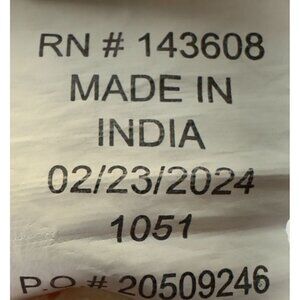 RN # 143608
MADE IN
INDIA
02/23/2024
1051
P.O # 20509246